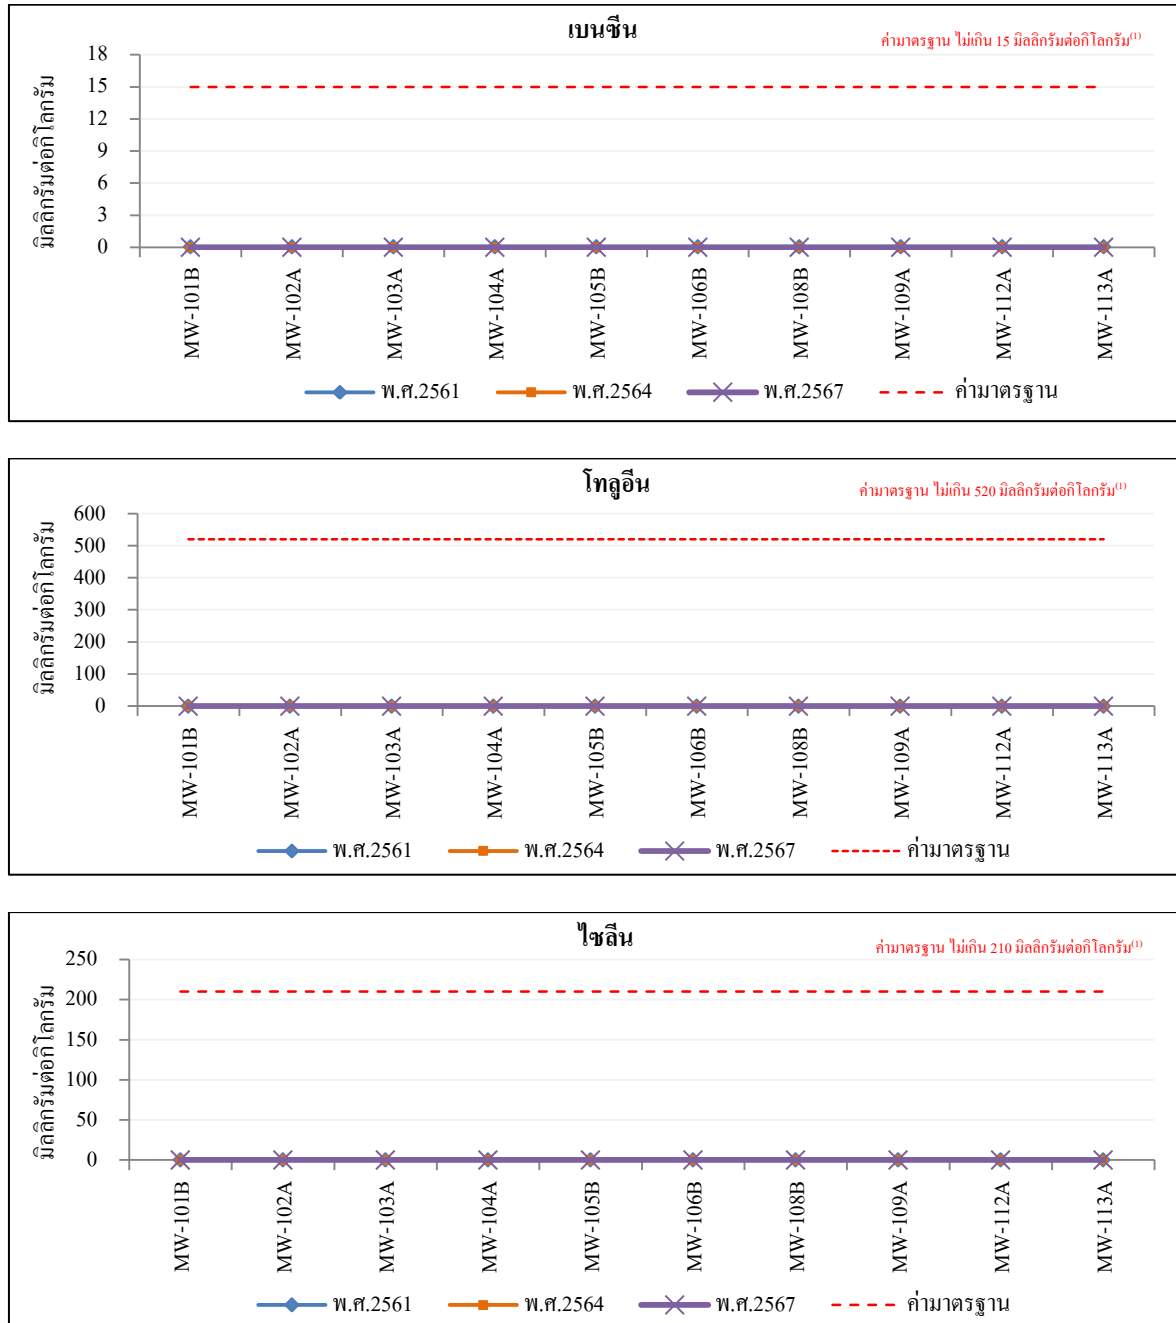 เบนซีน
ค่ามาตรฐาน ไม่เกิน 15 มิลลิกรัมต่อกิโลกรัม⁽¹⁾
มิลลิกรัมต่อกิโลกรัม
18
15
12
9
6
3
0
MW-101B MW-102A MW-103A MW-104A MW-105B MW-106B MW-108B MW-109A MW-112A MW-113A
พ.ศ.2561 พ.ศ.2564 พ.ศ.2567 ค่ามาตรฐาน
โทลูอีน
ค่ามาตรฐาน ไม่เกิน 520 มิลลิกรัมต่อกิโลกรัม⁽¹⁾
มิลลิกรัมต่อกิโลกรัม
600
500
400
300
200
100
0
MW-101B MW-102A MW-103A MW-104A MW-105B MW-106B MW-108B MW-109A MW-112A MW-113A
พ.ศ.2561 พ.ศ.2564 พ.ศ.2567 ค่ามาตรฐาน
ไซลีน
ค่ามาตรฐาน ไม่เกิน 210 มิลลิกรัมต่อกิโลกรัม⁽¹⁾
มิลลิกรัมต่อกิโลกรัม
250
200
150
100
50
0
MW-101B MW-102A MW-103A MW-104A MW-105B MW-106B MW-108B MW-109A MW-112A MW-113A
พ.ศ.2561 พ.ศ.2564 พ.ศ.2567 ค่ามาตรฐาน